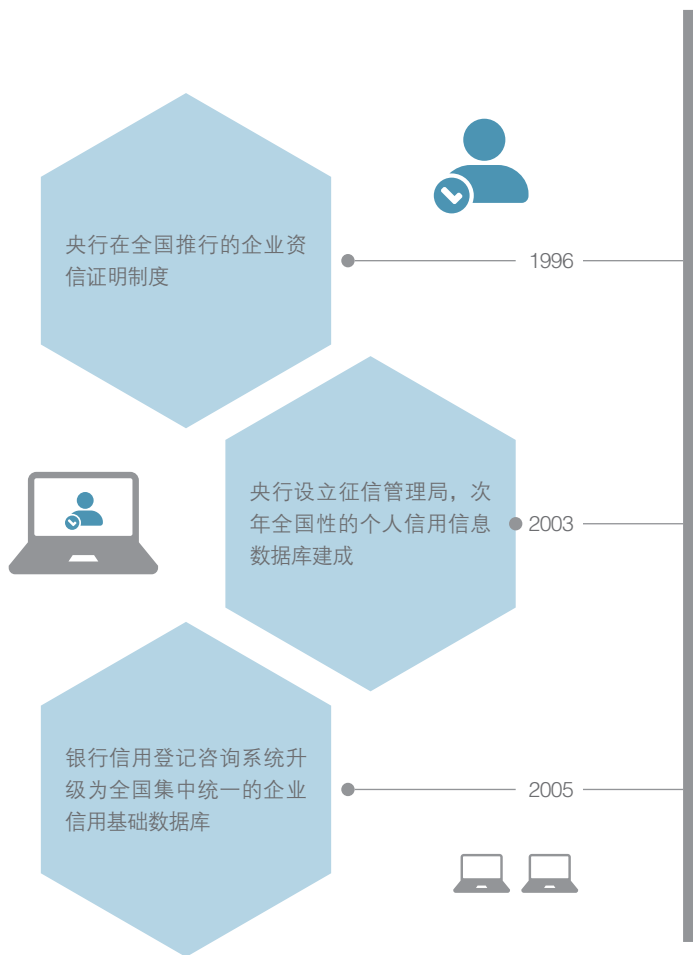 央行在全国推行的企业资
信证明制度
1996
央行设立征信管理局，次
年全国性的个人信用信息
数据库建成
2003
银行信用登记咨询系统升
级为全国集中统一的企业
信用基础数据库
2005